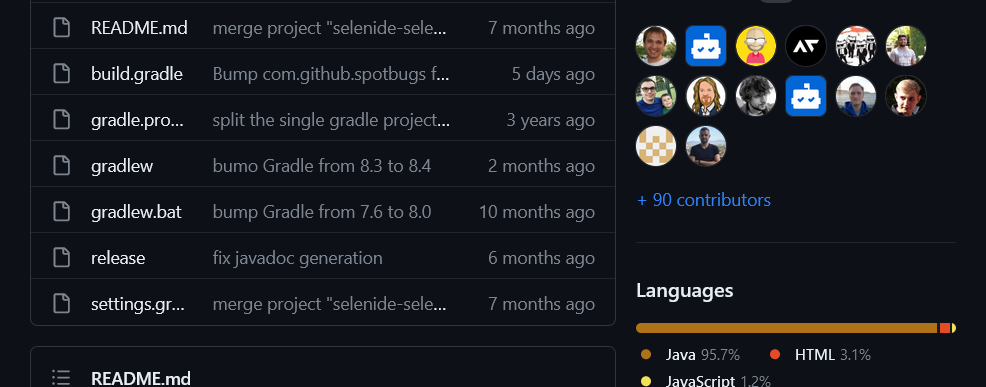 README.md merge project "selenide-sele... 7 months ago
build.gradle Bump com.github.spotbugs f... 5 days ago
gradle.pro... split the single gradle project... 3 years ago
gradlew bumo Gradle from 8.3 to 8.4 2 months ago
gradlew.bat bump Gradle from 7.6 to 8.0 10 months ago
release fix javadoc generation 6 months ago
settings.gr... merge project "selenide-sele... 7 months ago
README.md
+ 90 contributors
Languages
Java 95.7% HTML 3.1%
JavaScript 1.2%